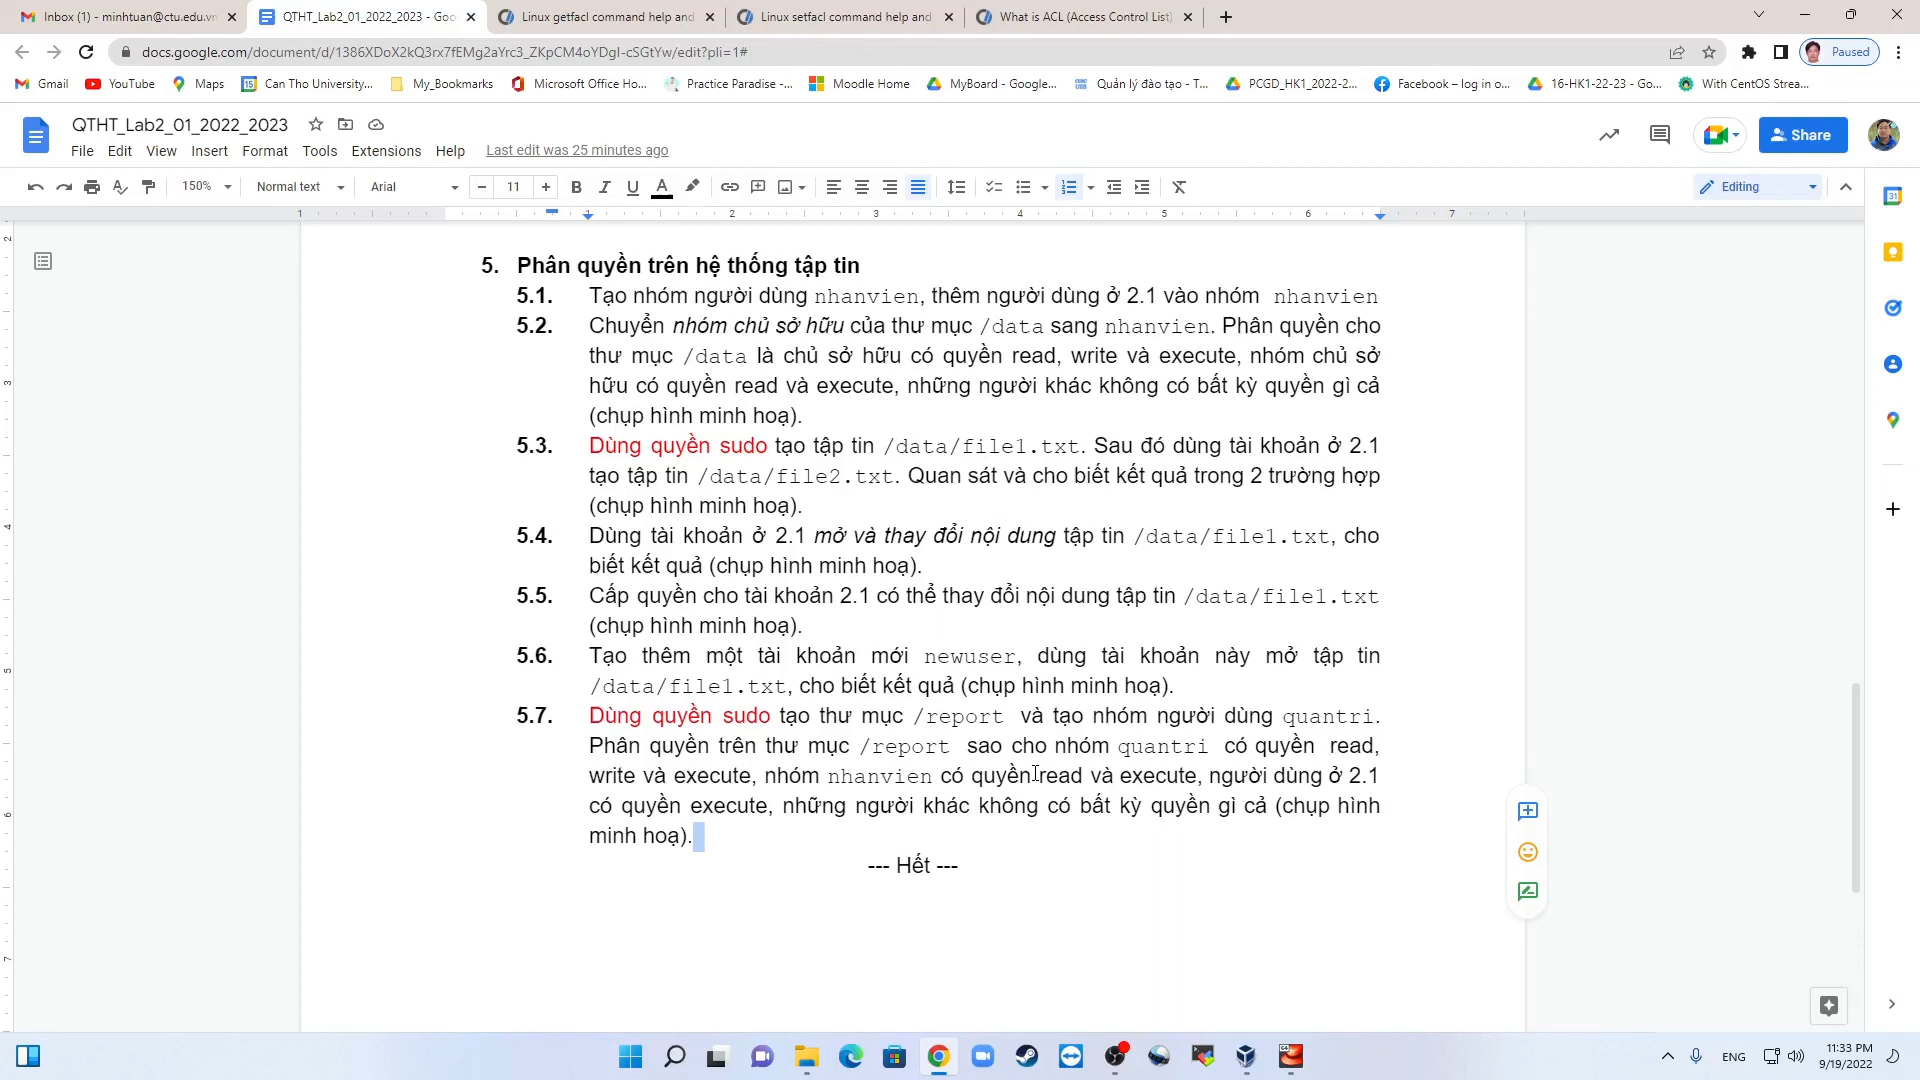 Inbox (1) - minhtuan@ctu.edu.vn
QTHT_Lab2_01_2022_2023 - Goo
Linux getfacl command help and
Linux setfacl command help and
What is ACL (Access Control List)
docs.google.com/document/d/1386XDoX2kQ3rx7fEMg2aYrc3_ZKpCM4oYDgI-cSGtYw/edit?pli=1#
Paused
Gmail
YouTube
Maps
Can Tho University...
My_Bookmarks
Microsoft Office Ho...
Practice Paradise -...
Moodle Home
MyBoard - Google...
Quản lý đào tạo - T...
PCGD_HK1_2022-2...
Facebook – log in o...
16-HK1-22-23 - Go...
With CentOS Strea...
QTHT_Lab2_01_2022_2023
Share
File Edit View Insert Format Tools Extensions Help Last edit was 25 minutes ago
150% Normal text Arial 11 Editing
1 1 2 3 4 5 6 7
5. Phân quyền trên hệ thống tập tin
5.1. Tạo nhóm người dùng nhanvien, thêm người dùng ở 2.1 vào nhóm nhanvien
5.2. Chuyển nhóm chủ sở hữu của thư mục /data sang nhanvien. Phân quyền cho
thư mục /data là chủ sở hữu có quyền read, write và execute, nhóm chủ sở
hữu có quyền read và execute, những người khác không có bất kỳ quyền gì cả
(chụp hình minh hoạ).
5.3. Dùng quyền sudo tạo tập tin /data/file1.txt. Sau đó dùng tài khoản ở 2.1
tạo tập tin /data/file2.txt. Quan sát và cho biết kết quả trong 2 trường hợp
(chụp hình minh hoạ).
5.4. Dùng tài khoản ở 2.1 mở và thay đổi nội dung tập tin /data/file1.txt, cho
biết kết quả (chụp hình minh hoạ).
5.5. Cấp quyền cho tài khoản 2.1 có thể thay đổi nội dung tập tin /data/file1.txt
(chụp hình minh hoạ).
5.6. Tạo thêm một tài khoản mới newuser, dùng tài khoản này mở tập tin
/data/file1.txt, cho biết kết quả (chụp hình minh hoạ).
5.7. Dùng quyền sudo tạo thư mục /report và tạo nhóm người dùng quantri.
Phân quyền trên thư mục /report sao cho nhóm quantri có quyền read,
write và execute, nhóm nhanvien có quyền read và execute, người dùng ở 2.1
có quyền execute, những người khác không có bất kỳ quyền gì cả (chụp hình
minh hoạ).
--- Hết ---
ENG
11:33 PM
9/19/2022